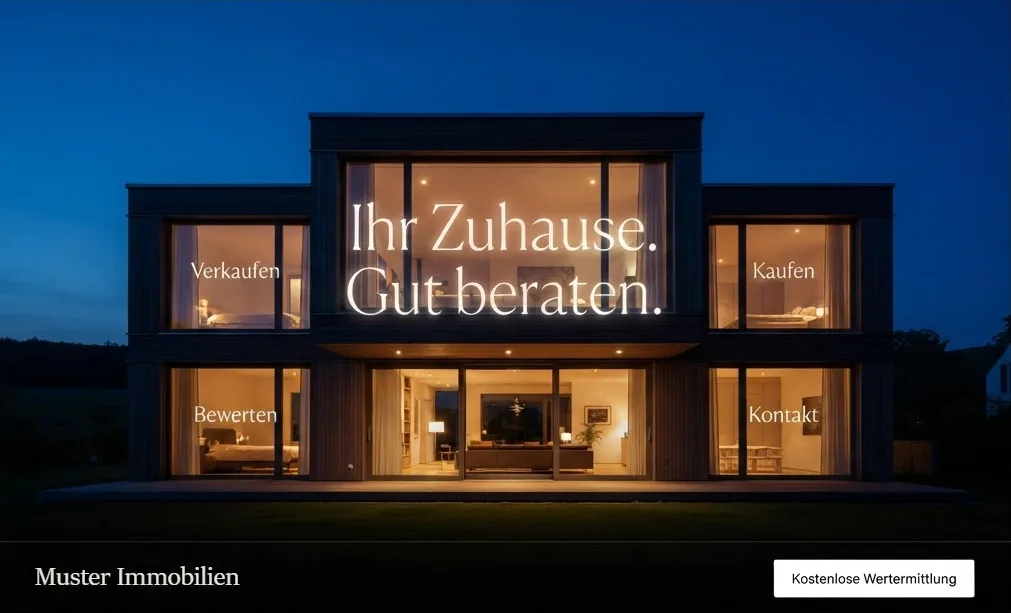 Ihr Zuhause.
Gut beraten.
Verkaufen
Kaufen
Bewerten
Kontakt
Muster Immobilien
Kostenlose Wertermittlung